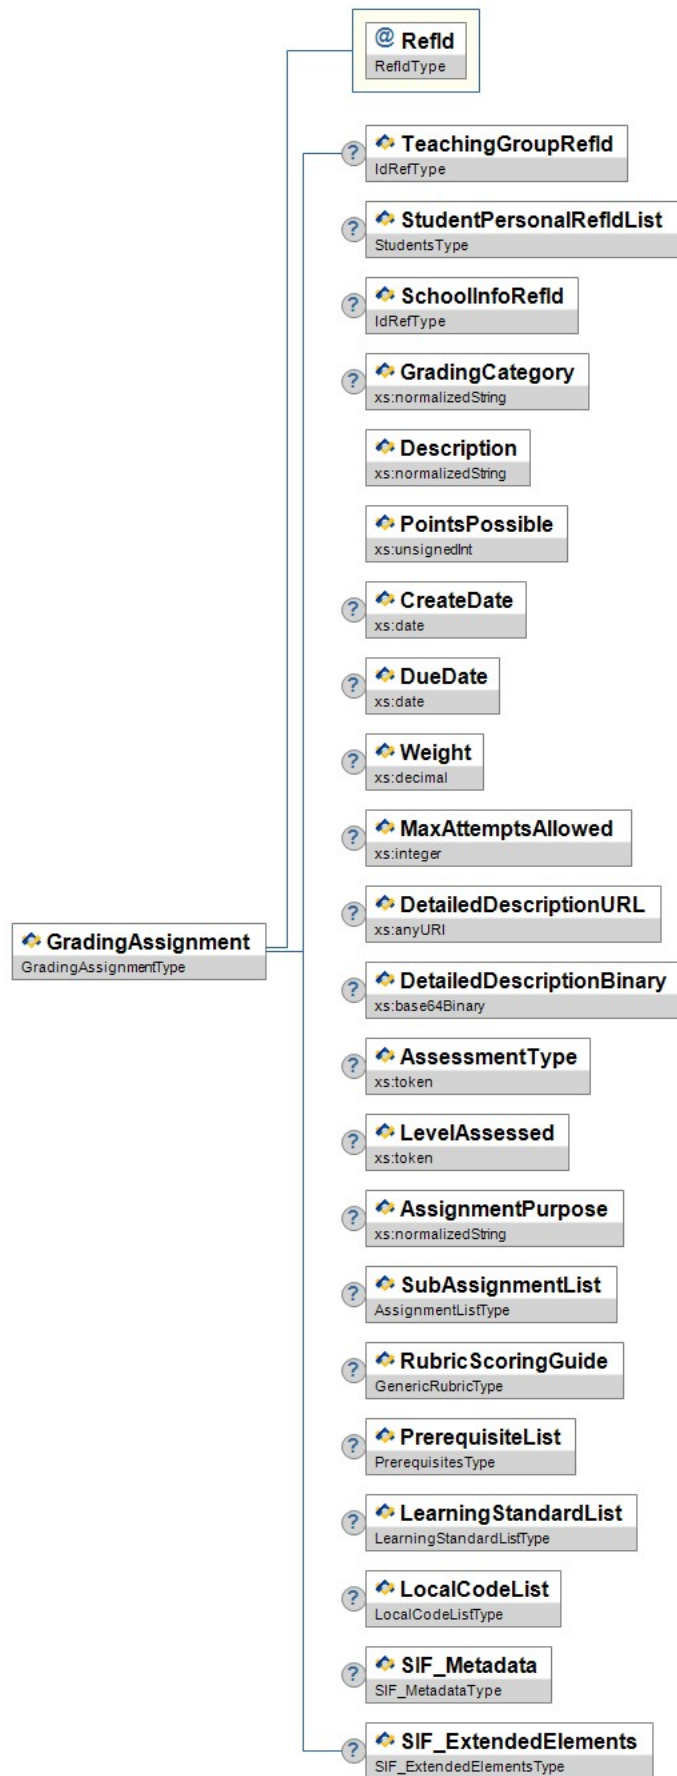 @ RefId
RefIdType
? TeachingGroupRefId
IdRefType
? StudentPersonalRefIdList
StudentsType
? SchoolInfoRefId
IdRefType
? GradingCategory
xs:normalizedString
Description
xs:normalizedString
PointsPossible
xs:unsignedInt
? CreateDate
xs:date
? DueDate
xs:date
? Weight
xs:decimal
? MaxAttemptsAllowed
xs:integer
? DetailedDescriptionURL
xs:anyURI
GradingAssignment
GradingAssignmentType
? DetailedDescriptionBinary
xs:base64Binary
? AssessmentType
xs:token
? LevelAssessed
xs:token
? AssignmentPurpose
xs:normalizedString
? SubAssignmentList
AssignmentListType
? RubricScoringGuide
GenericRubricType
? PrerequisiteList
PrerequisitesType
? LearningStandardList
LearningStandardListType
? LocalCodeList
LocalCodeListType
? SIF_Metadata
SIF_MetadataType
? SIF_ExtendedElements
SIF_ExtendedElementsType